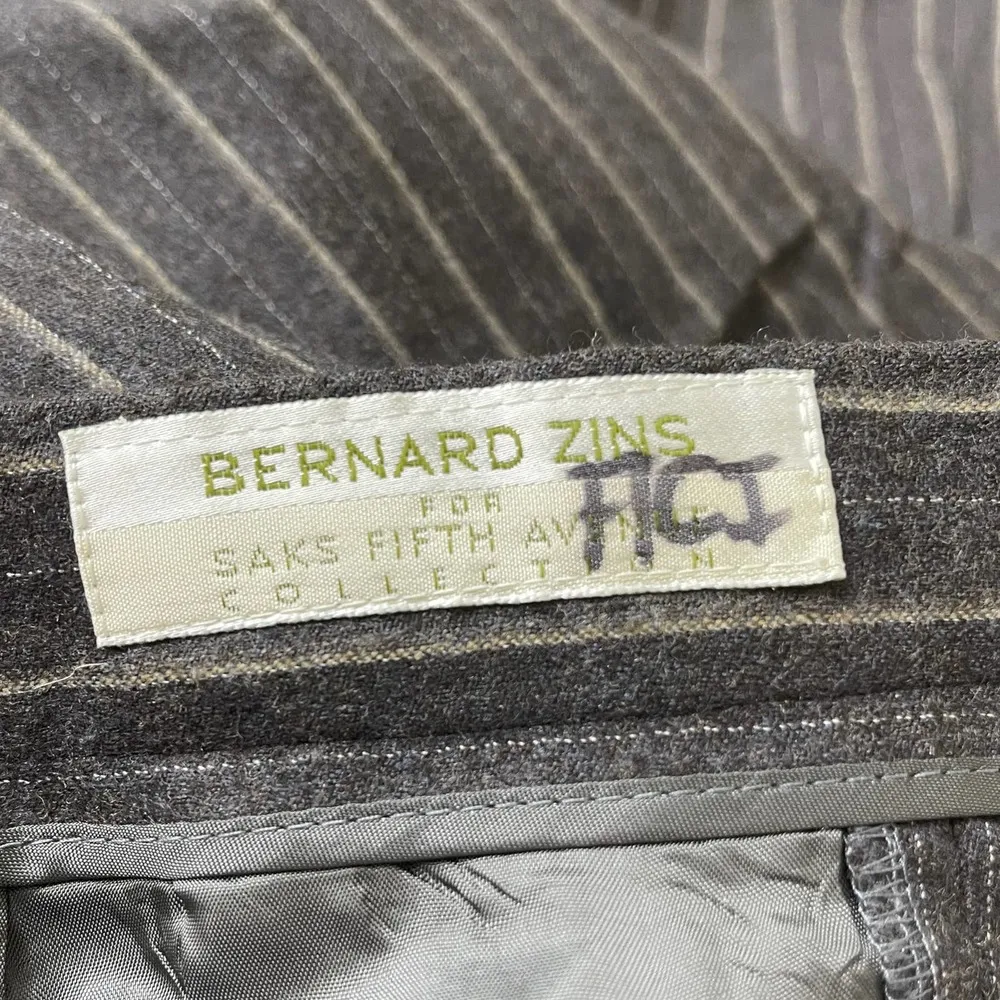 BERNARD ZINS
FOR
SAKS FIFTH AVENUE
COLLECTION